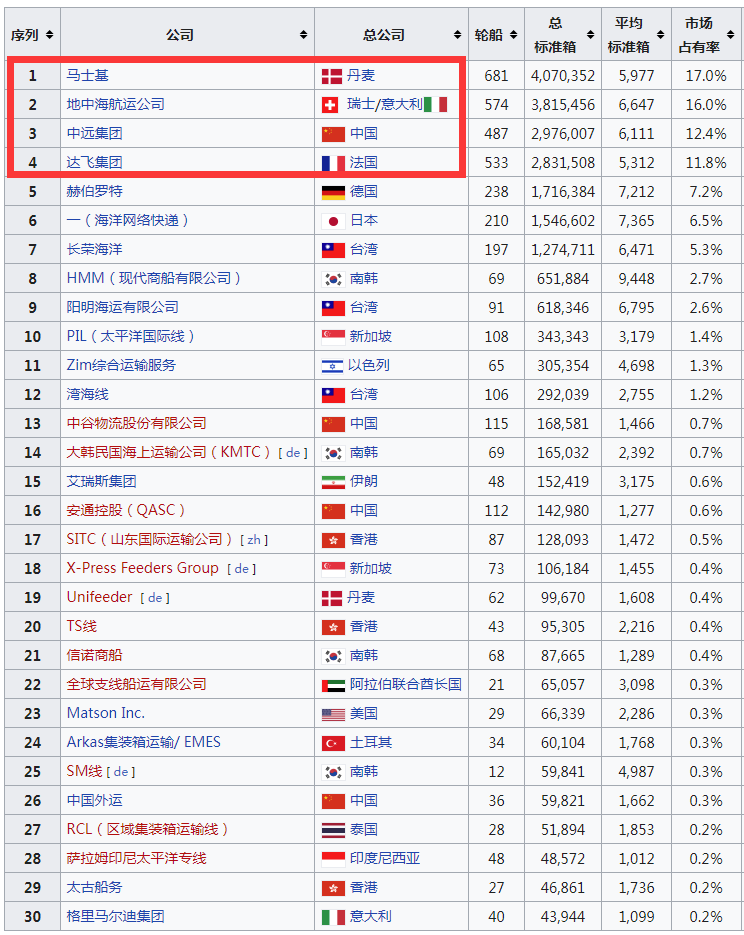 序列 公司 总公司 轮船 总标准箱 平均标准箱 市场占有率
1 马士基 丹麦 681 4,070,352 5,977 17.0%
2 地中海航运公司 瑞士/意大利 574 3,815,456 6,647 16.0%
3 中远集团 中国 487 2,976,007 6,111 12.4%
4 达飞集团 法国 533 2,831,508 5,312 11.8%
5 赫伯罗特 德国 238 1,716,384 7,212 7.2%
6 一（海洋网络快递） 日本 210 1,546,602 7,365 6.5%
7 长荣海洋 台湾 197 1,274,711 6,471 5.3%
8 HMM（现代商船有限公司） 南韩 69 651,884 9,448 2.7%
9 阳明海运有限公司 台湾 91 618,346 6,795 2.6%
10 PIL（太平洋国际线） 新加坡 108 343,343 3,179 1.4%
11 Zim综合运输服务 以色列 65 305,354 4,698 1.3%
12 湾海线 台湾 106 292,039 2,755 1.2%
13 中谷物流股份有限公司 中国 115 168,581 1,466 0.7%
14 大韩民国海上运输公司（KMTC）[ de ] 南韩 69 165,032 2,392 0.7%
15 艾瑞斯集团 伊朗 48 152,419 3,175 0.6%
16 安通控股（QASC） 中国 112 142,980 1,277 0.6%
17 SITC（山东国际运输公司）[ zh ] 香港 87 128,093 1,472 0.5%
18 X-Press Feeders Group [ de ] 新加坡 73 106,184 1,455 0.4%
19 Unifeeder [ de ] 丹麦 62 99,670 1,608 0.4%
20 TS线 香港 43 95,305 2,216 0.4%
21 信诺商船 南韩 68 87,665 1,289 0.4%
22 全球支线船运有限公司 阿拉伯联合酋长国 21 65,057 3,098 0.3%
23 Matson Inc. 美国 29 66,339 2,286 0.3%
24 Arkas集装箱运输/ EMES 土耳其 34 60,104 1,768 0.3%
25 SM线 [ de ] 南韩 12 59,841 4,987 0.3%
26 中国外运 中国 36 59,821 1,662 0.3%
27 RCL（区域集装箱运输线） 泰国 28 51,894 1,853 0.2%
28 萨拉姆印尼太平洋专线 印度尼西亚 48 48,572 1,012 0.2%
29 太古船务 香港 27 46,861 1,736 0.2%
30 格里马尔迪集团 意大利 40 43,944 1,099 0.2%